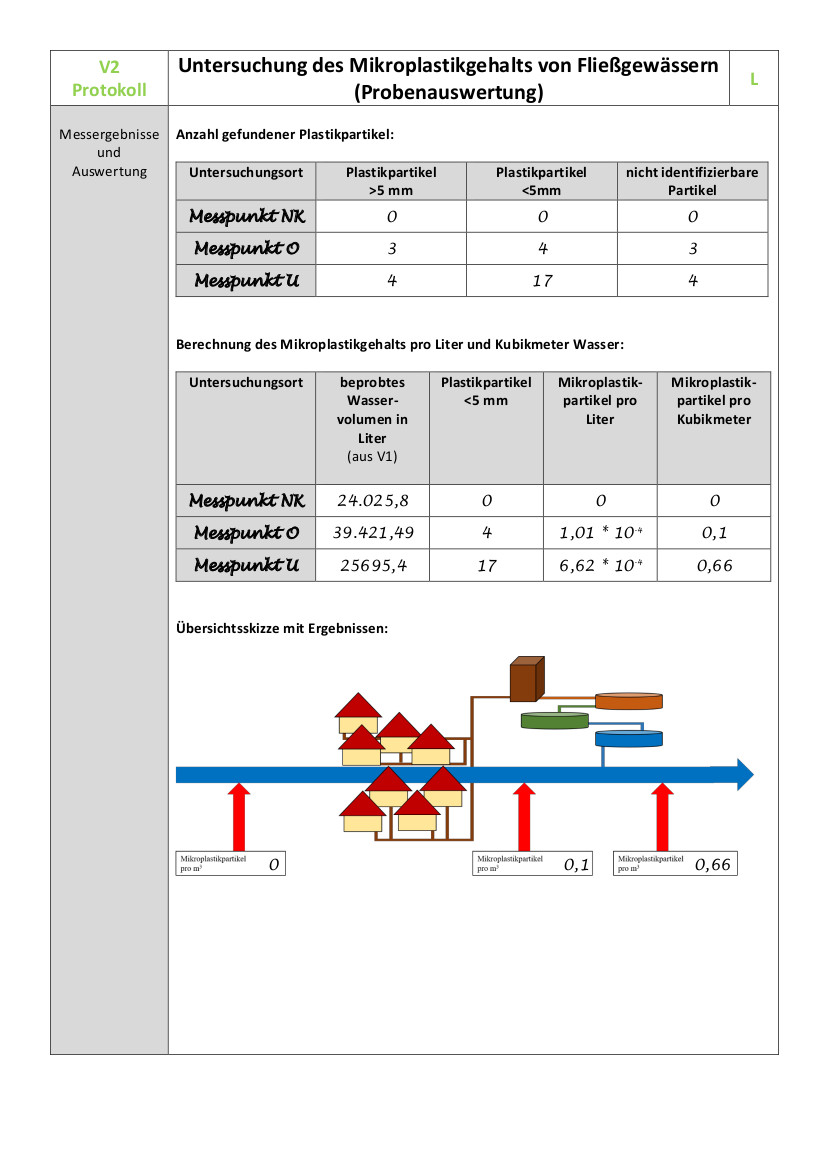 V2
Protokoll
Untersuchung des Mikroplastikgehalts von Fließgewässern
(Probenauswertung)
L
Messergebnisse
und
Auswertung
Anzahl gefundener Plastikpartikel:
Untersuchungsort
Plastikpartikel
>5 mm
Plastikpartikel
<5mm
nicht identifizierbare
Partikel
Messpunkt NK 0 0 0
Messpunkt O 3 4 3
Messpunkt U 4 17 4
Berechnung des Mikroplastikgehalts pro Liter und Kubikmeter Wasser:
Untersuchungsort
beprobtes
Wasser-
volumen in
Liter
(aus V1)
Plastikpartikel
<5 mm
Mikroplastik-
partikel pro
Liter
Mikroplastik-
partikel pro
Kubikmeter
Messpunkt NK 24.025,8 0 0 0
Messpunkt O 39.421,49 4 1,01 * 10⁻⁴ 0,1
Messpunkt U 25695,4 17 6,62 * 10⁻⁴ 0,66
Übersichtsskizze mit Ergebnissen:
Mikroplastikpartikel
pro m³
0
Mikroplastikpartikel
pro m³
0,1
Mikroplastikpartikel
pro m³
0,66